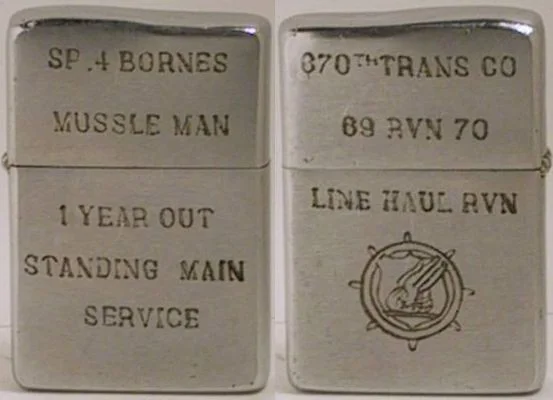 SP.4 BORNES
MUSSLE MAN
1 YEAR OUT
STANDING MAIN
SERVICE
670TH TRANS CO
69 RVN 70
LINE HAUL RVN